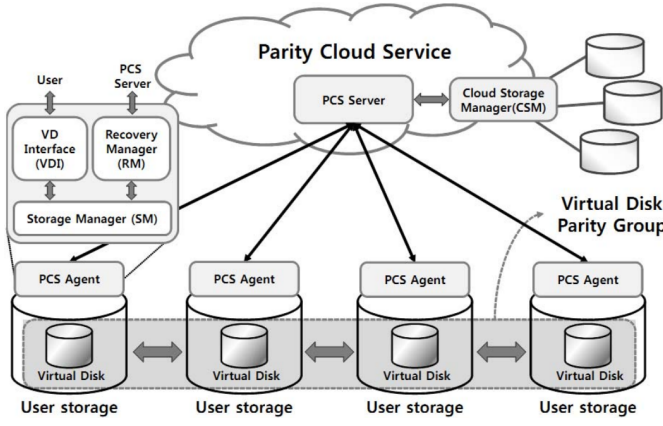 Parity Cloud Service
User
PCS
Server
PCS Server
Cloud Storage
Manager(CSM)
VD
Interface
(VDI)
Recovery
Manager
(RM)
Storage Manager (SM)
Virtual Disk
Parity Group
PCS Agent
PCS Agent
PCS Agent
PCS Agent
Virtual Disk
Virtual Disk
Virtual Disk
Virtual Disk
User storage
User storage
User storage
User storage